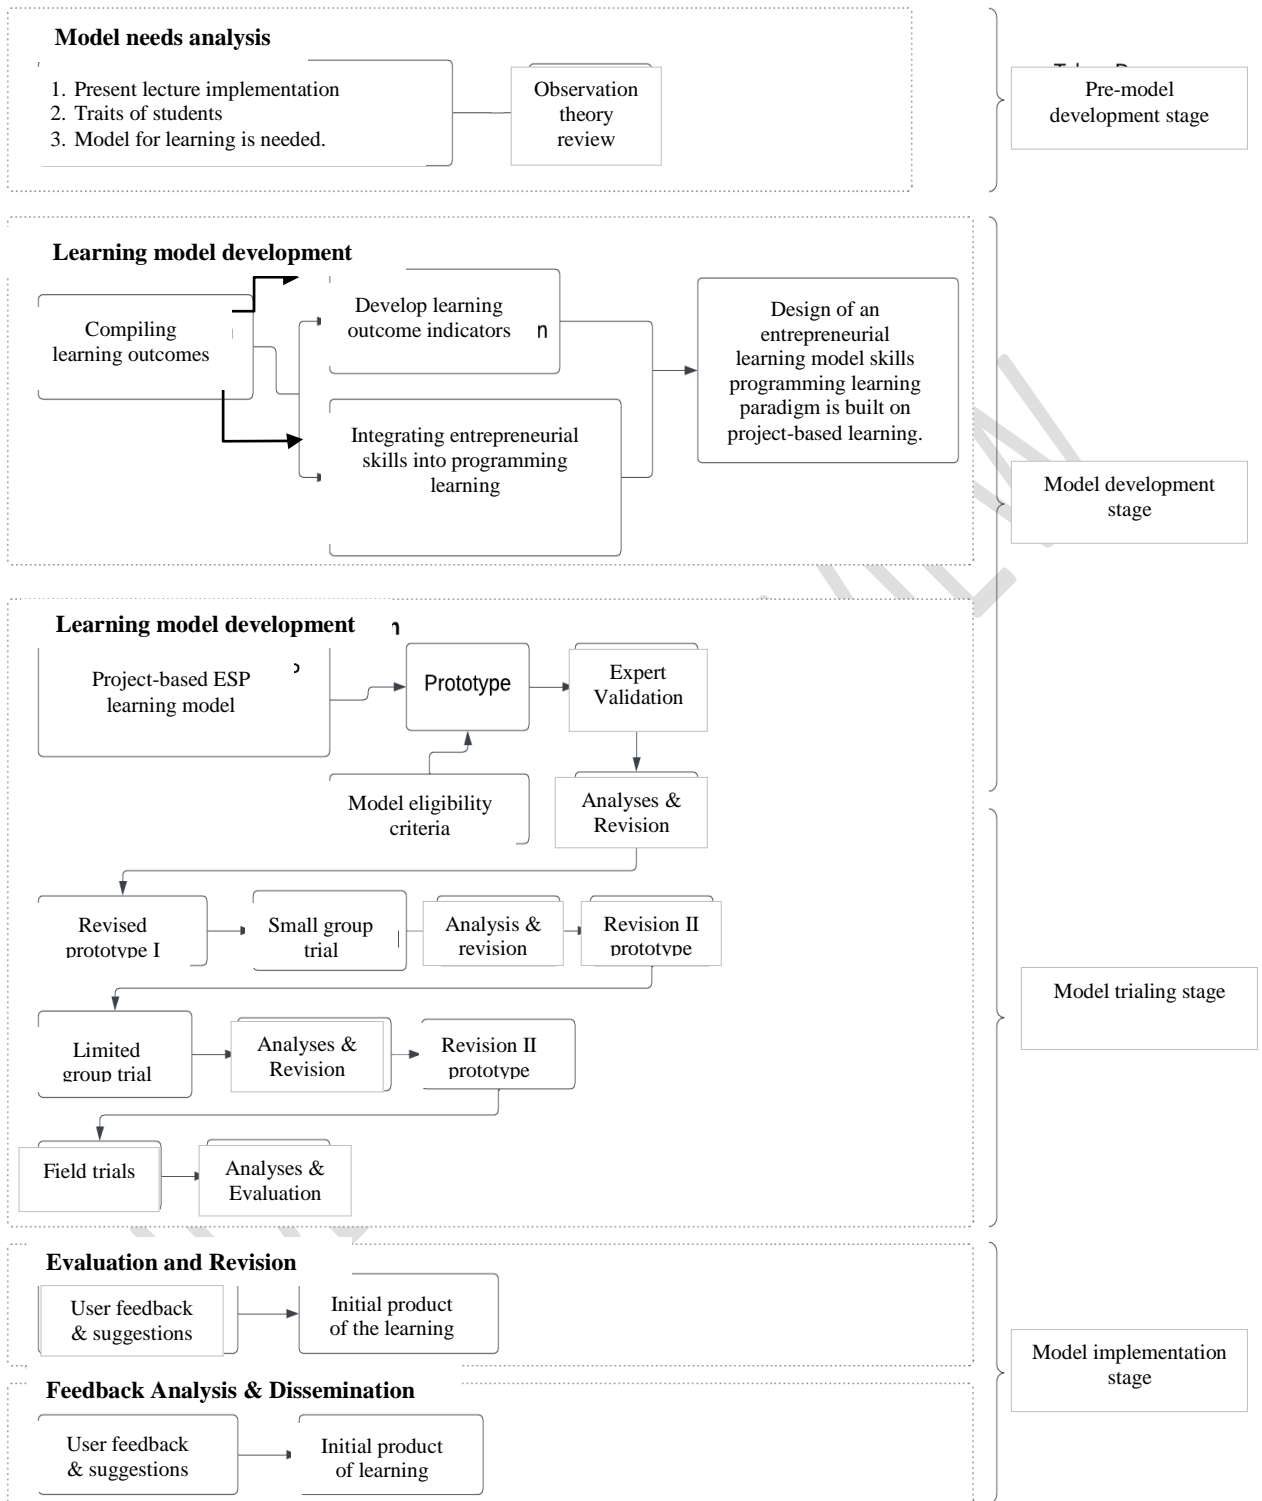 Model needs analysis
1. Present lecture implementation
2. Traits of students
3. Model for learning is needed.
Observation
theory
review
Pre-model
development stage
Learning model development
Compiling
learning outcomes
Develop learning
outcome indicators
n
Integrating entrepreneurial
skills into programming
learning
Design of an
entrepreneurial
learning model skills
programming learning
paradigm is built on
project-based learning.
Model development
stage
Learning model development
Project-based ESP
learning model
Prototype
Expert
Validation
Model eligibility
criteria
Analyses &
Revision
Revised
prototype I
Small group
trial
Analysis &
revision
Revision II
prototype
Limited
group trial
Analyses &
Revision
Revision II
prototype
Field trials
Analyses &
Evaluation
Model trialing stage
Evaluation and Revision
User feedback
& suggestions
Initial product
of the learning
Feedback Analysis & Dissemination
User feedback
& suggestions
Initial product
of learning
Model implementation
stage